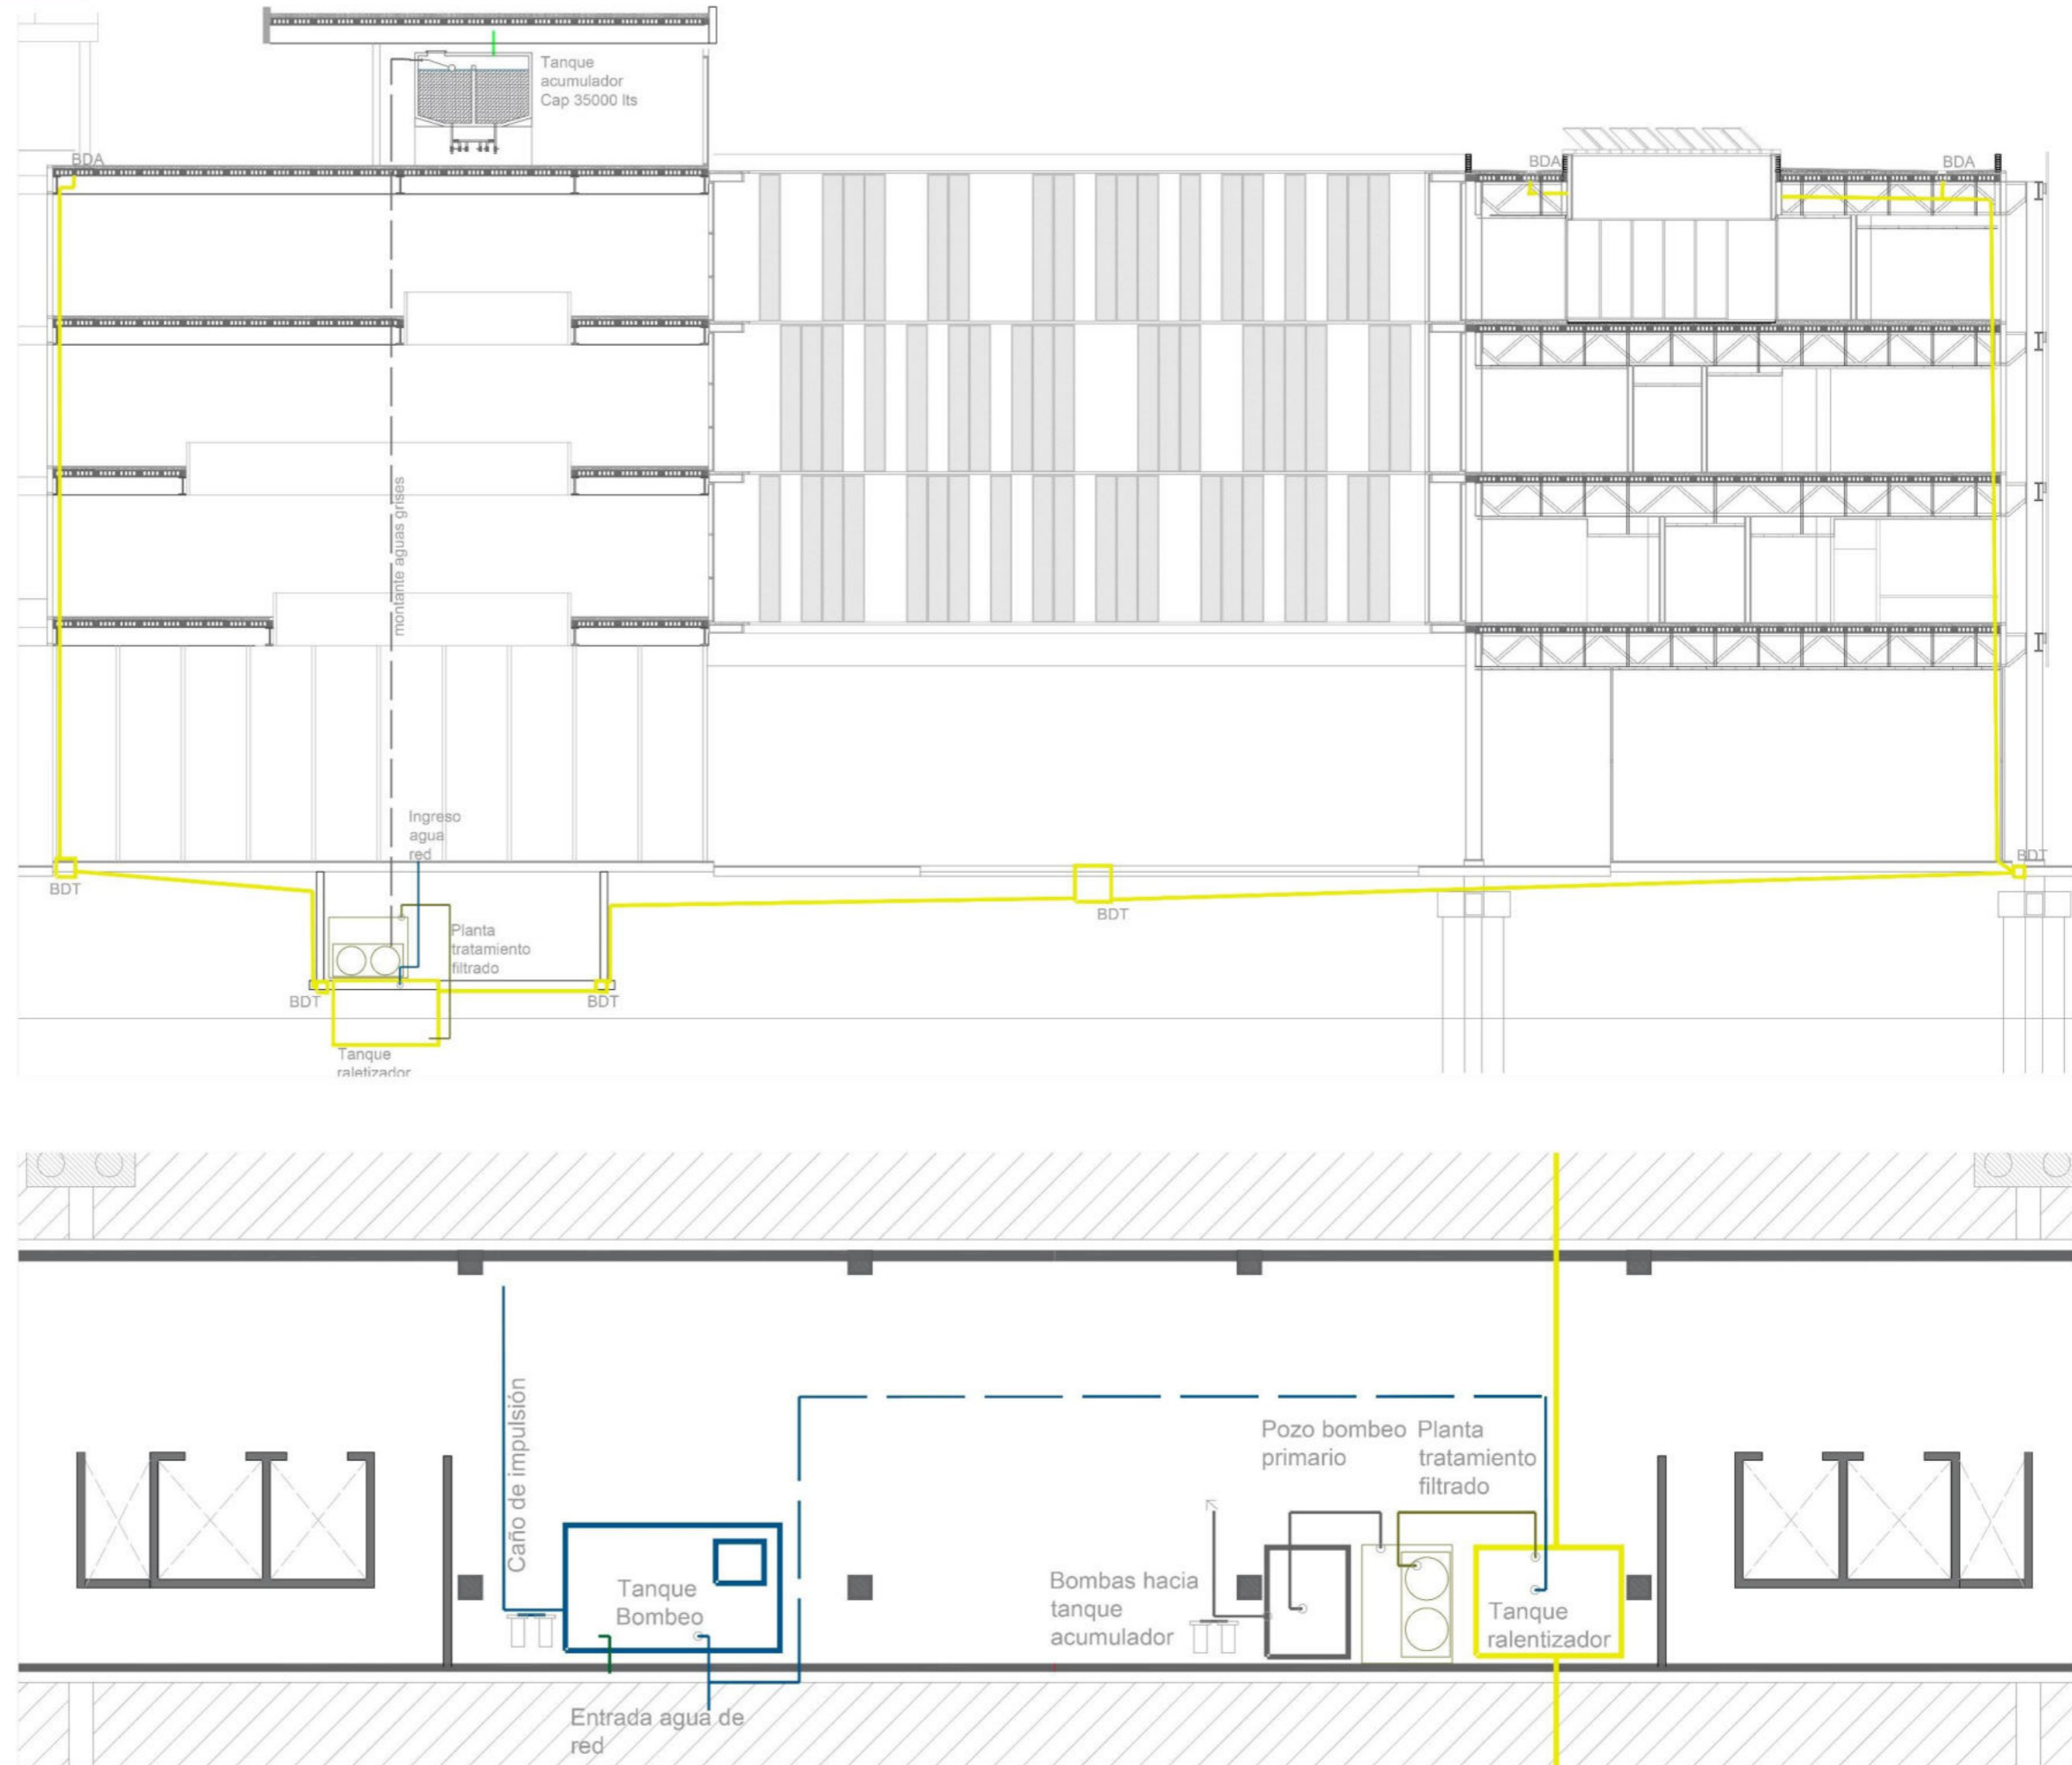 Tanque
acumulador
Cap 35000 lts
BDA
BDA
BDA
montante aguas grises
Ingreso
agua
red
BDT
BDT
BDT
Planta
tratamiento
filtrado
BDT
BDT
Tanque
raletizador
Caño de impulsión
Pozo bombeo
primario
Planta
tratamiento
filtrado
Tanque
Bombeo
Bombas hacia
tanque
acumulador
Tanque
ralentizador
Entrada agua de
red